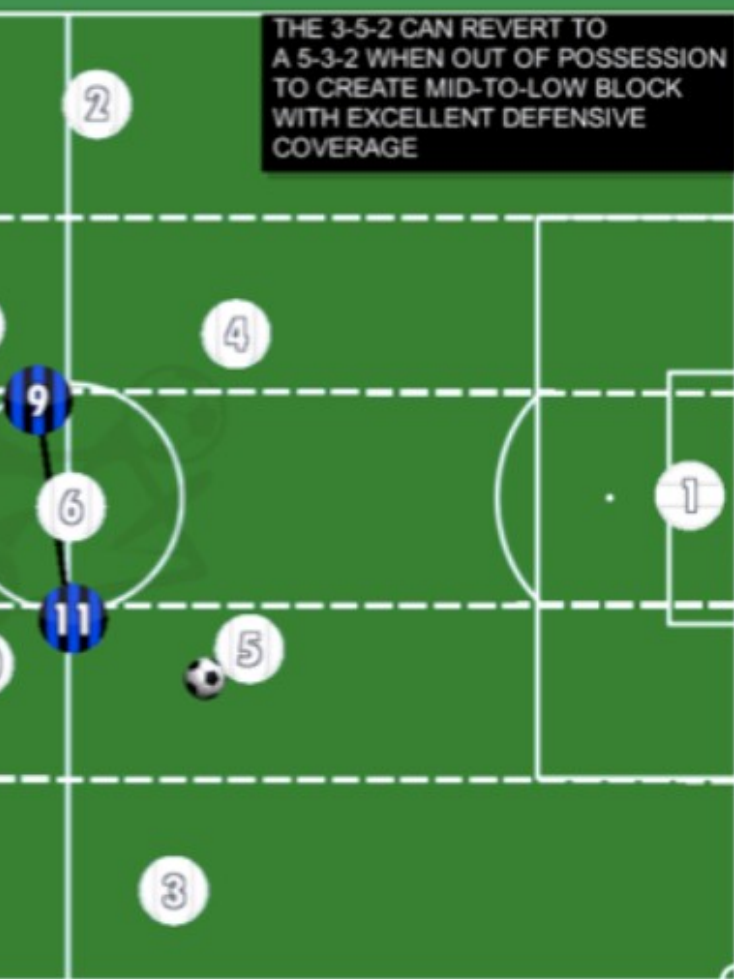 THE 3-5-2 CAN REVERT TO
A 5-3-2 WHEN OUT OF POSSESSION
TO CREATE MID-TO-LOW BLOCK
WITH EXCELLENT DEFENSIVE
COVERAGE
2
4
9
6
1
11
5
3